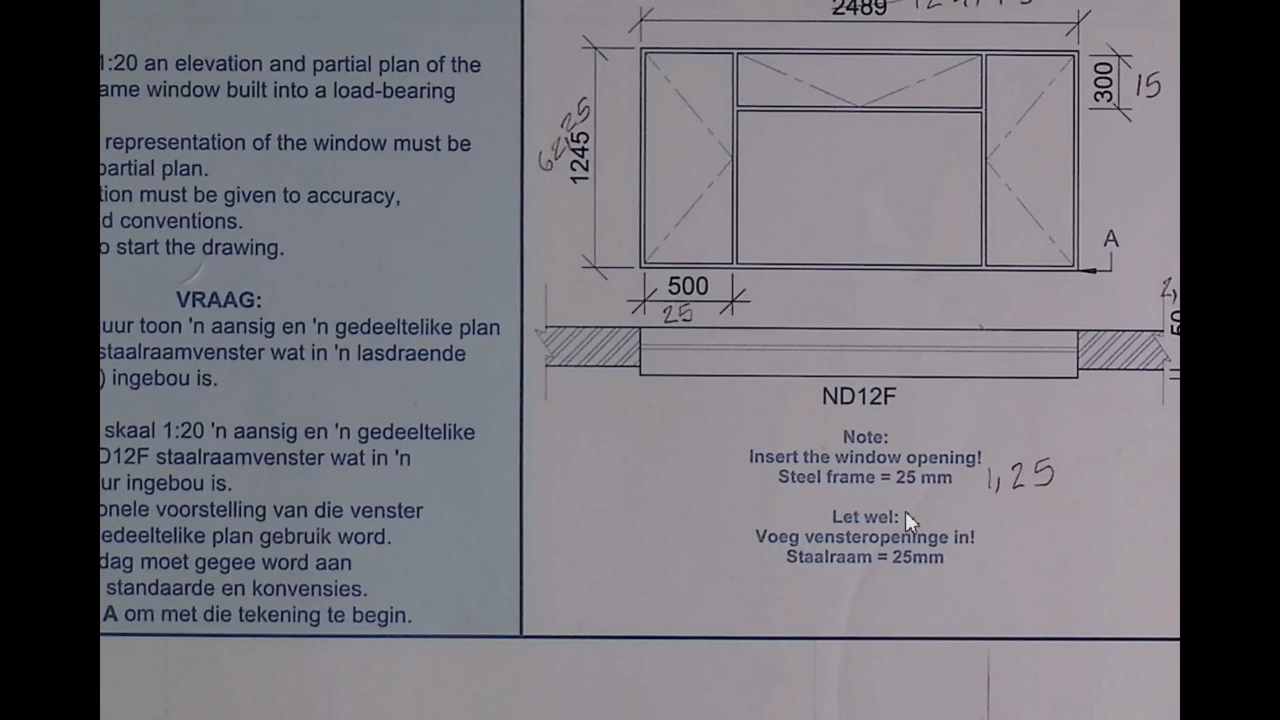 1:20 an elevation and partial plan of the
ame window built into a load-bearing
representation of the window must be
partial plan.
tion must be given to accuracy,
d conventions.
o start the drawing.
VRAAG:
uur toon 'n aansig en 'n gedeeltelike plan
staalraamvenster wat in 'n lasdraende
) ingebou is.
skaal 1:20 'n aansig en 'n gedeeltelike
D12F staalraamvenster wat in 'n
ur ingebou is.
onele voorstelling van die venster
edeeltelike plan gebruik word.
dag moet gegee word aan
standaarde en konvensies.
A om met die tekening te begin.
2489
300 15
62,25
1245
A
500
25
2,
50
ND12F
Note:
Insert the window opening!
Steel frame = 25 mm 1,25
Let wel:
Voeg vensteropeninge in!
Staalraam = 25mm